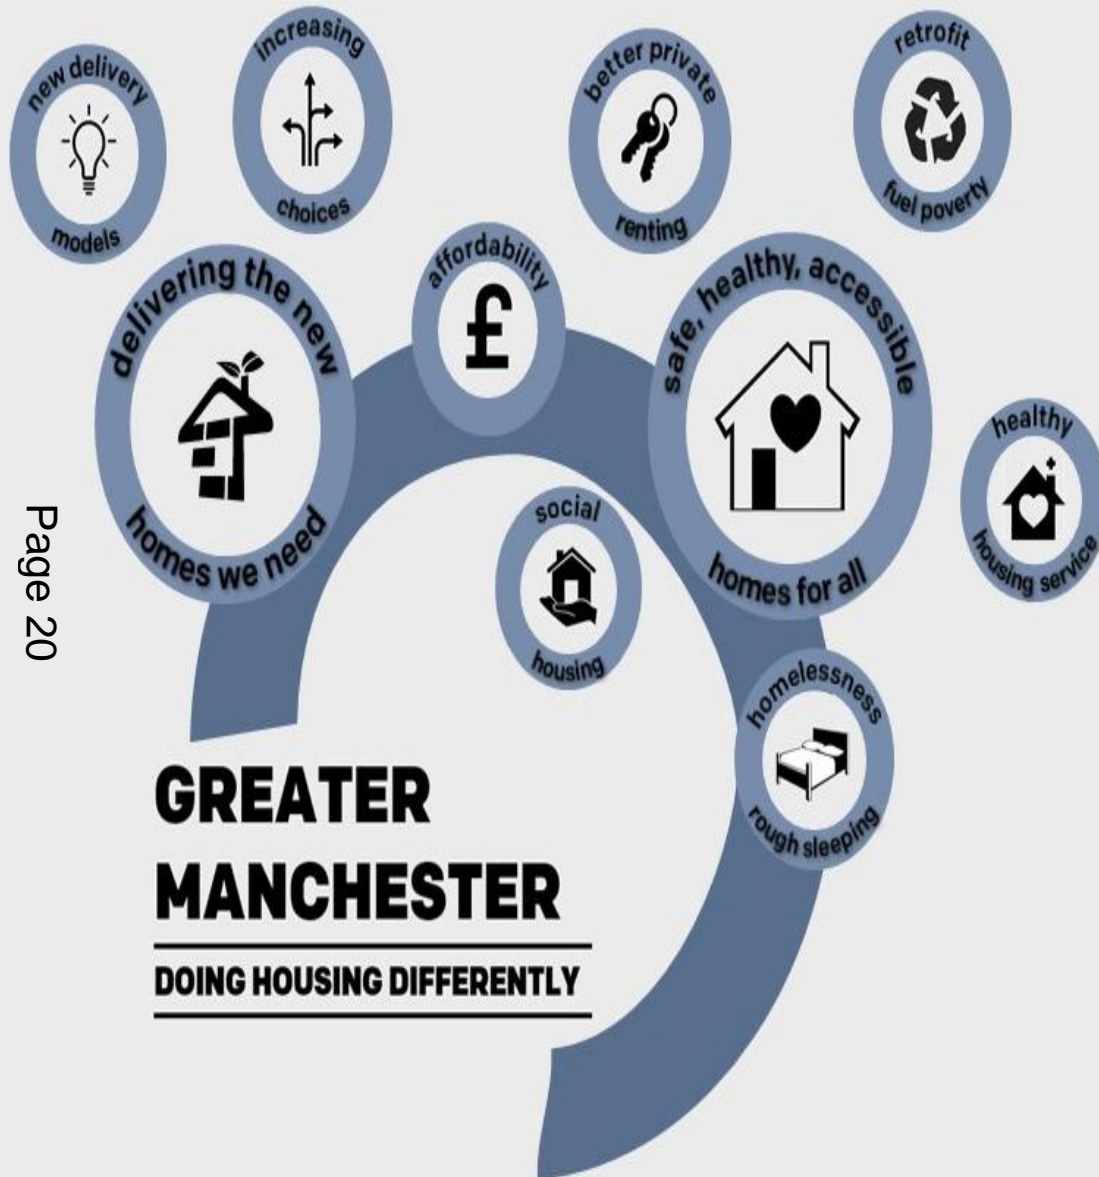 new delivery
models
increasing
choices
better private
renting
retrofit
fuel poverty
delivering the new
homes we need
affordability
£
safe, healthy, accessible
homes for all
healthy
housing service
social
housing
homelessness
rough sleeping
Page 20
GREATER
MANCHESTER
DOING HOUSING DIFFERENTLY